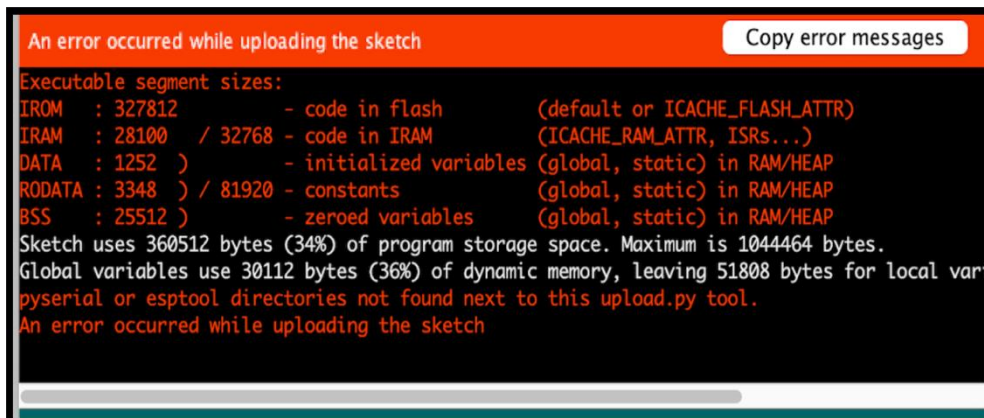 An error occurred while uploading the sketch
Copy error messages
Executable segment sizes:
IROM   : 327812          - code in flash         (default or ICACHE_FLASH_ATTR)
IRAM   : 28100   / 32768 - code in IRAM          (ICACHE_RAM_ATTR, ISRs...)
DATA   : 1252  )         - initialized variables (global, static) in RAM/HEAP
RODATA : 3348  ) / 81920 - constants             (global, static) in RAM/HEAP
BSS    : 25512 )         - zeroed variables      (global, static) in RAM/HEAP
Sketch uses 360512 bytes (34%) of program storage space. Maximum is 1044464 bytes.
Global variables use 30112 bytes (36%) of dynamic memory, leaving 51808 bytes for local var
pyserial or esptool directories not found next to this upload.py tool.
An error occurred while uploading the sketch